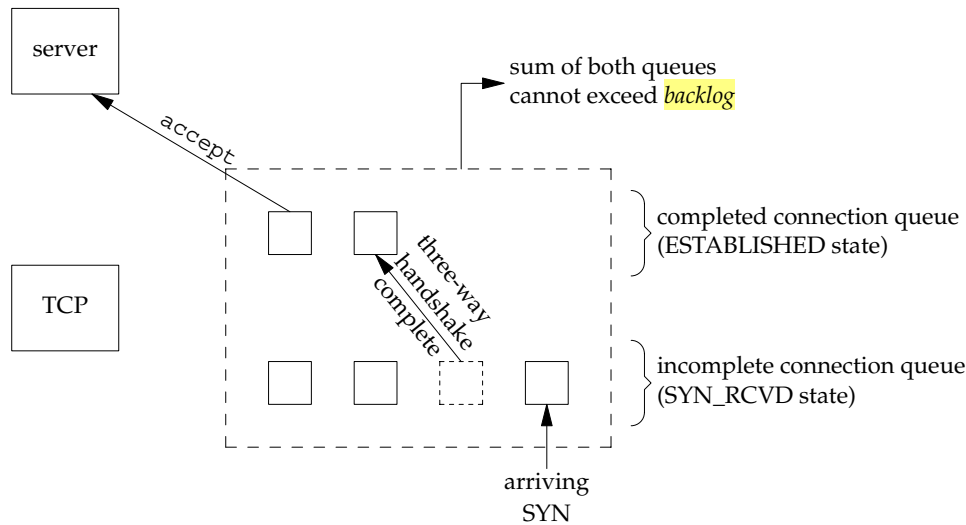 server
sum of both queues
cannot exceed backlog
accept
completed connection queue
(ESTABLISHED state)
three-way
handshake
complete
TCP
incomplete connection queue
(SYN_RCVD state)
arriving
SYN